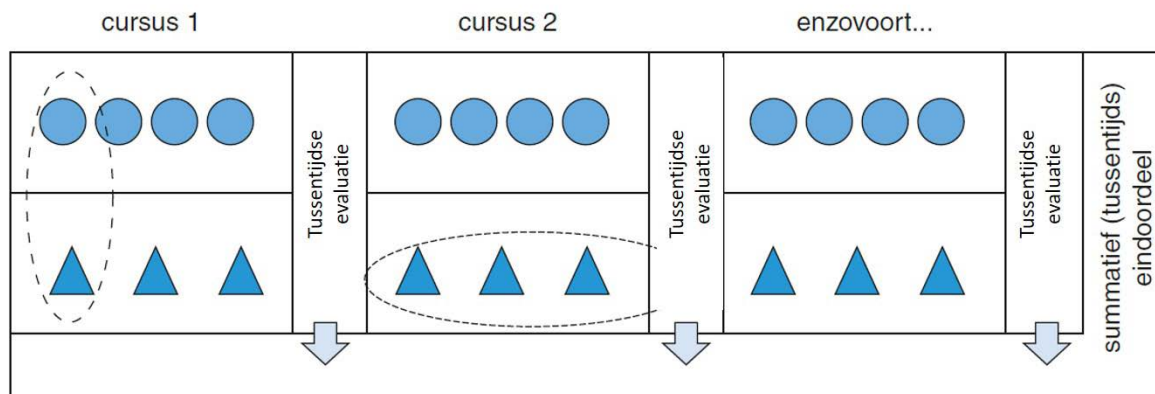 cursus 1
cursus 2
enzovoort...
Tussentijdse
evaluatie
Tussentijdse
evaluatie
Tussentijdse
evaluatie
summatief (tussentijds)
eindoordeel